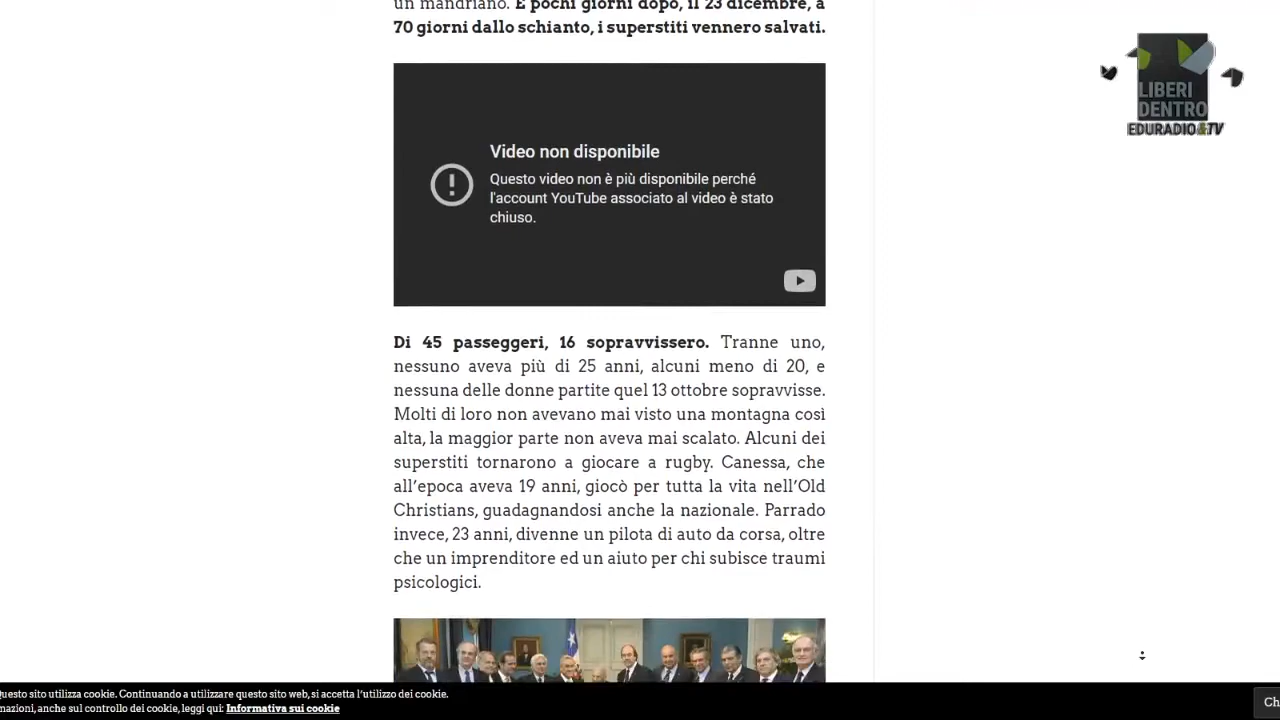 un mandriano. E pochi giorni dopo, il 23 dicembre, a
70 giorni dallo schianto, i superstiti vennero salvati.
LIBERI
DENTRO
EDURADIO&TV
Video non disponibile
Questo video non è più disponibile perché
l'account YouTube associato al video è stato
chiuso.
Di 45 passeggeri, 16 sopravvissero. Tranne uno,
nessuno aveva più di 25 anni, alcuni meno di 20, e
nessuna delle donne partite quel 13 ottobre sopravvisse.
Molti di loro non avevano mai visto una montagna così
alta, la maggior parte non aveva mai scalato. Alcuni dei
superstiti tornarono a giocare a rugby. Canessa, che
all’epoca aveva 19 anni, giocò per tutta la vita nell’Old
Christians, guadagnandosi anche la nazionale. Parrado
invece, 23 anni, divenne un pilota di auto da corsa, oltre
che un imprenditore ed un aiuto per chi subisce traumi
psicologici.
uesto sito utilizza cookie. Continuando a utilizzare questo sito web, si accetta l’utilizzo dei cookie.
mazioni, anche sul controllo dei cookie, leggi qui: Informativa sui cookie
Ch